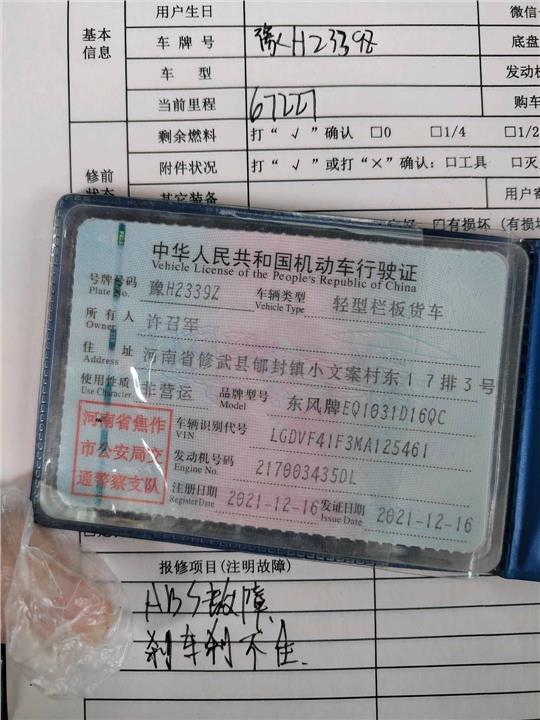 用户生日
微信
基本
信息
车牌号 豫H2339Z
底盘
车型
发动机
当前里程 67227
购车
剩余燃料 打“√”确认 □0 □1/4 □1/2
修前
状态
附件状况 打“√”或打“×”确认：□工具 □灭
其它装备
用户寄
□有损坏（有损
中华人民共和国机动车行驶证
Vehicle License of the People's Republic of China
号牌号码 豫H2339Z 车辆类型 轻型栏板货车
Plate No. Vehicle Type
所有人 许召军
Owner
住址 河南省修武县郇封镇小文案村东17排3号
Address
使用性质 非营运 品牌型号 东风牌EQ1031D16QC
Use Character Model
河南省焦作
市公安局交
通警察支队
车辆识别代号 LGDVF41F3MA125461
VIN
发动机号码 217003435DL
Engine No.
注册日期 2021-12-16 发证日期 2021-12-16
Register Date Issue Date
报修项目(注明故障)
ABS故障
刹车刹不住.